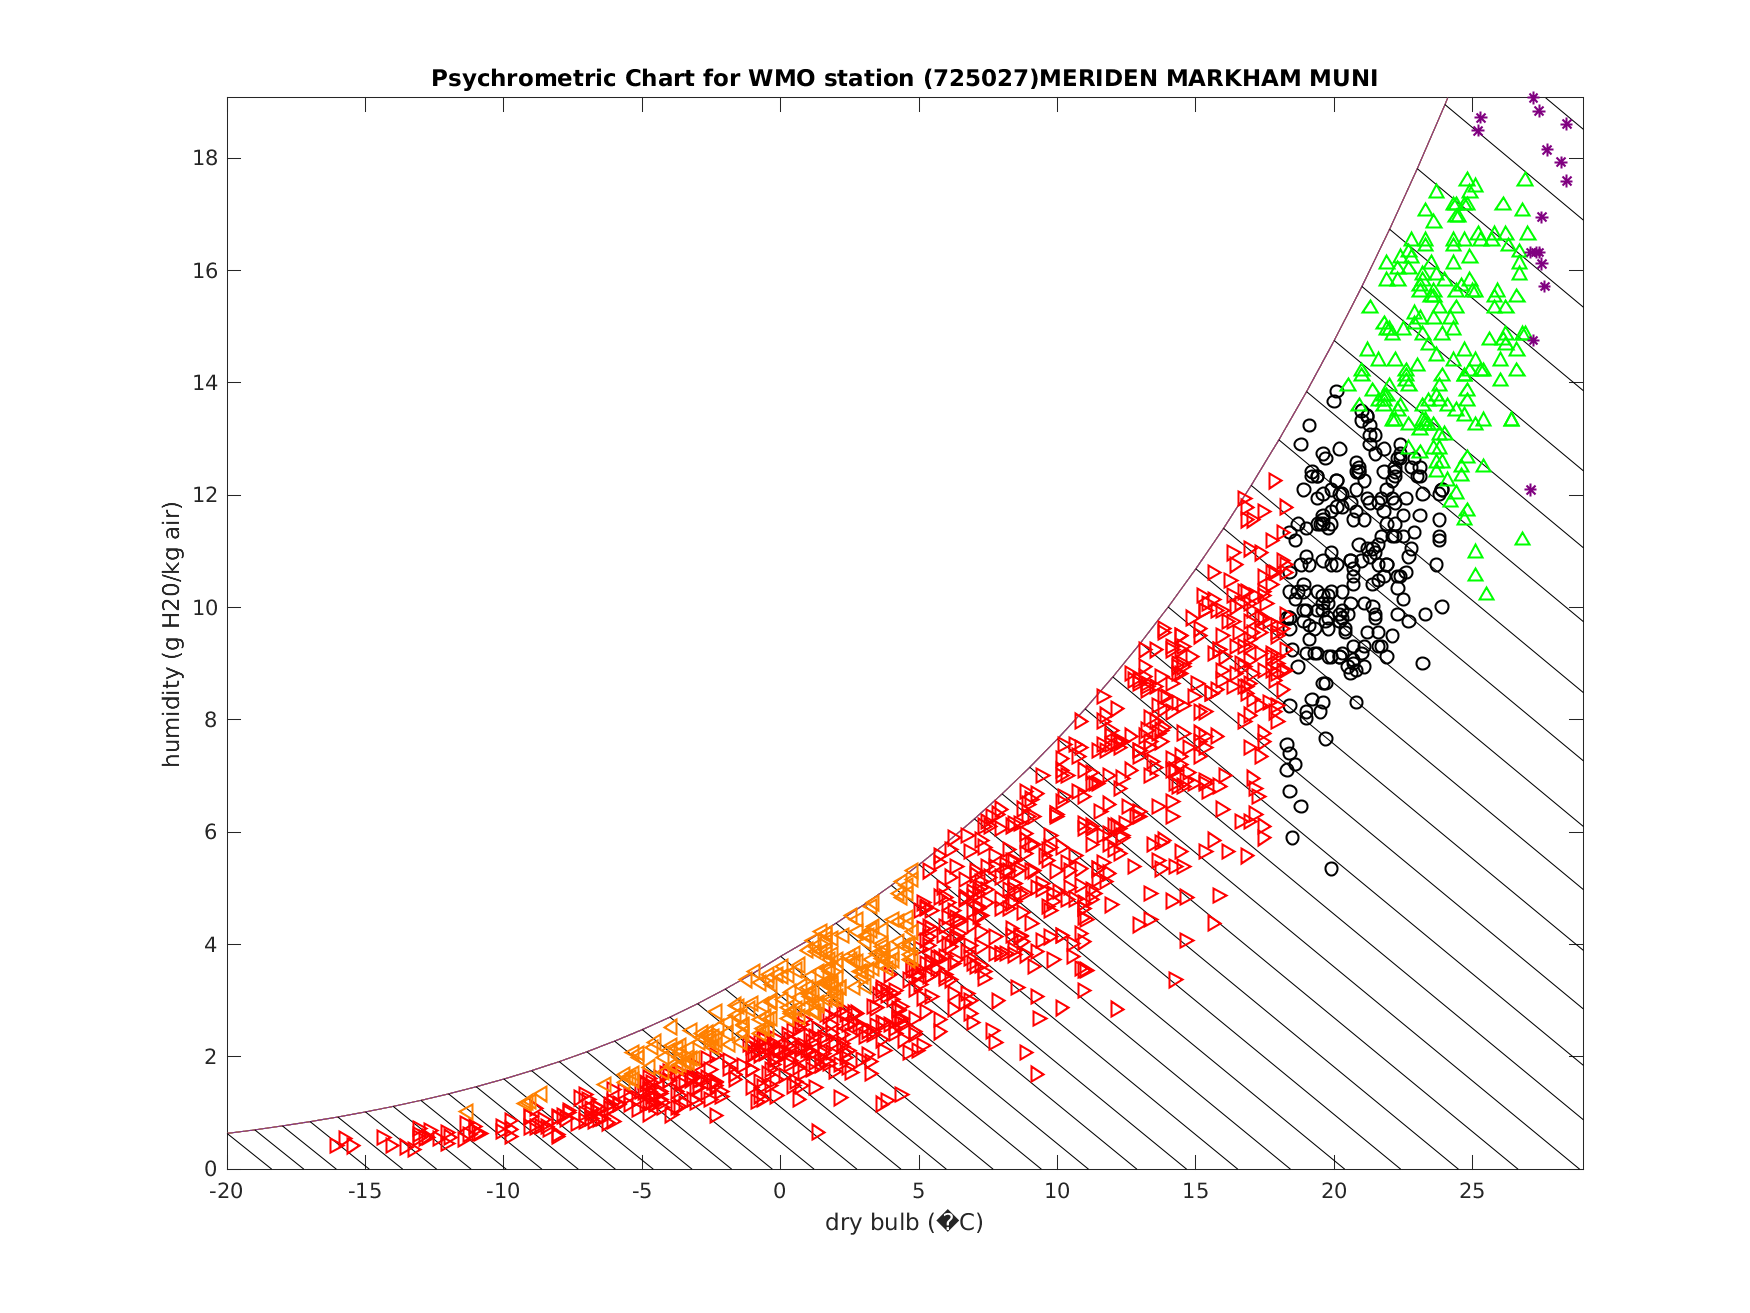 Psychrometric Chart for WMO station (725027)MERIDEN MARKHAM MUNI
humidity (g H20/kg air)
18
16
14
12
10
8
6
4
2
0
-20 -15 -10 -5 0 5 10 15 20 25
dry bulb (�C)